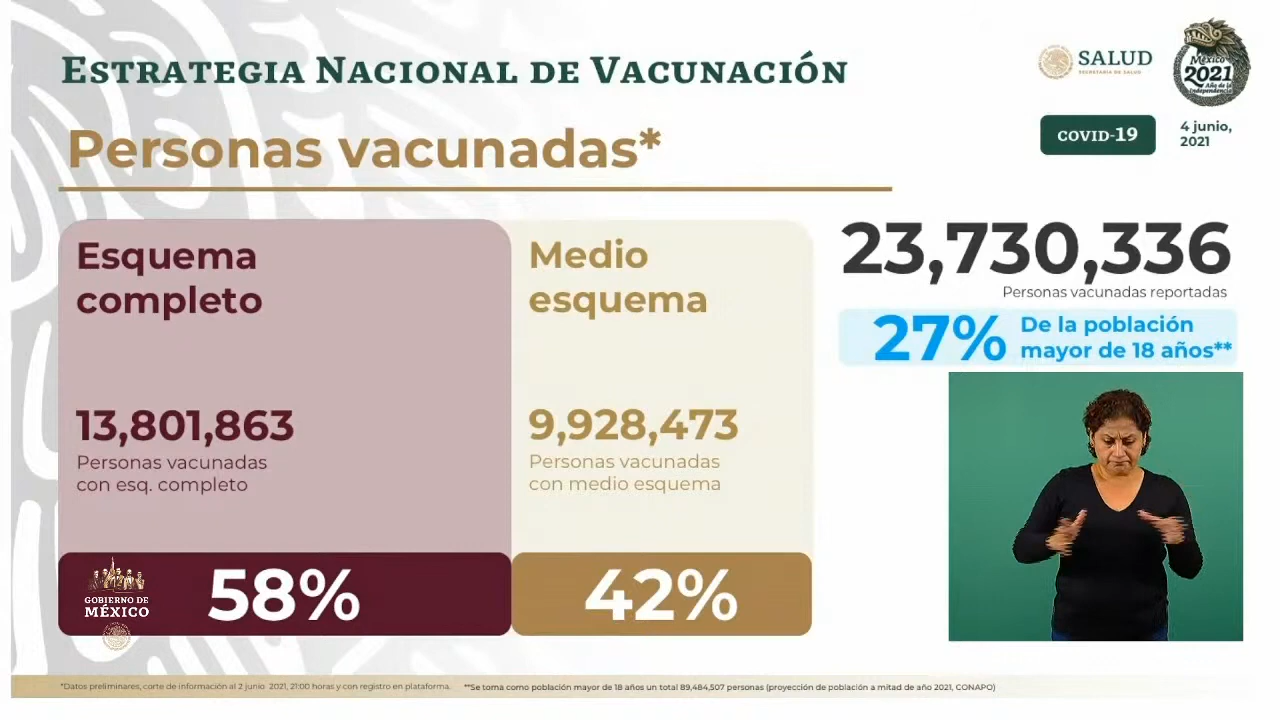 ESTRATEGIA NACIONAL DE VACUNACIÓN
SALUD
SECRETARÍA DE SALUD
México
2021
Año de la
Independencia
Personas vacunadas*
COVID-19
4 junio,
2021
Esquema
completo
13,801,863
Personas vacunadas
con esq. completo
58%
Medio
esquema
9,928,473
Personas vacunadas
con medio esquema
42%
23,730,336
Personas vacunadas reportadas
27%
De la población
mayor de 18 años**
GOBIERNO DE
MÉXICO
*Datos preliminares, corte de información al 2 junio 2021, 21:00 horas y con registro en plataforma.
**Se toma como población mayor de 18 años un total 89,484,507 personas (proyección de población a mitad de año 2021, CONAPO)